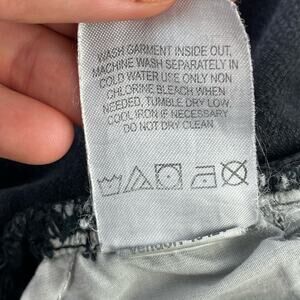 WASH GARMENT INSIDE OUT,
MACHINE WASH SEPARATELY IN
COLD WATER USE ONLY NON
CHLORINE BLEACH WHEN
NEEDED, TUMBLE DRY LOW,
COOL IRON IF NECESSARY
DO NOT DRY CLEAN